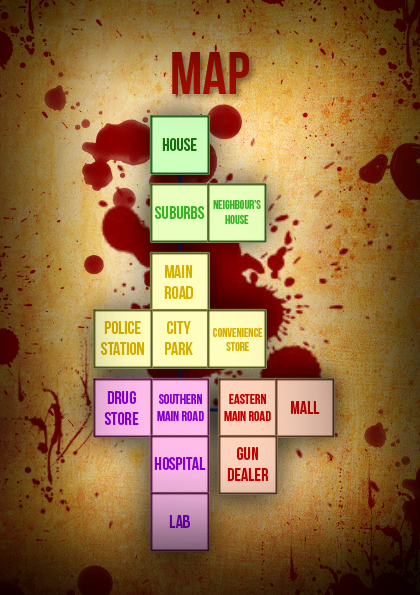 MAP
HOUSE
SUBURBS
NEIGHBOUR'S
HOUSE
MAIN
ROAD
POLICE
STATION
CITY
PARK
CONVENIENCE
STORE
DRUG
STORE
SOUTHERN
MAIN ROAD
EASTERN
MAIN ROAD
MALL
HOSPITAL
GUN
DEALER
LAB